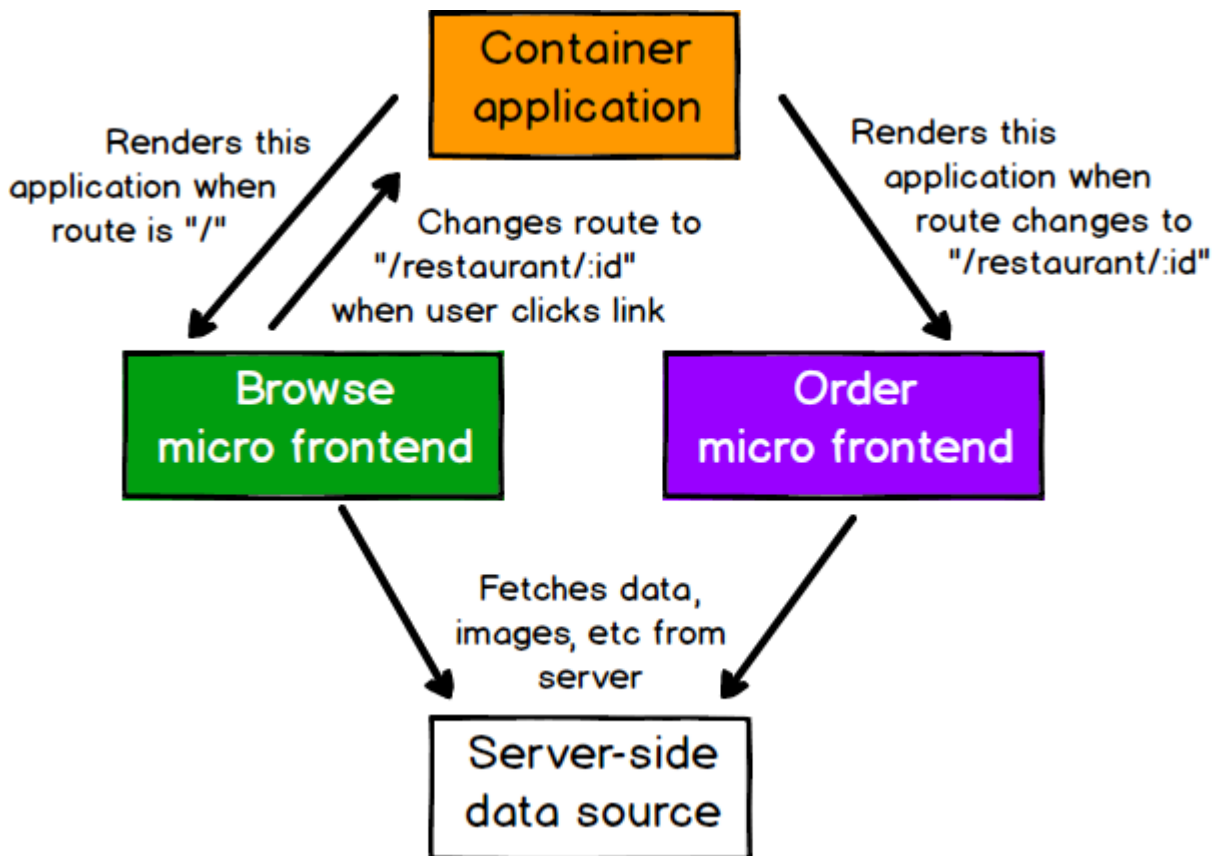 Container
application
Renders this
application when
route is "/"
Changes route to
"/restaurant/:id"
when user clicks link
Renders this
application when
route changes to
"/restaurant/:id"
Browse
micro frontend
Order
micro frontend
Fetches data,
images, etc from
server
Server-side
data source